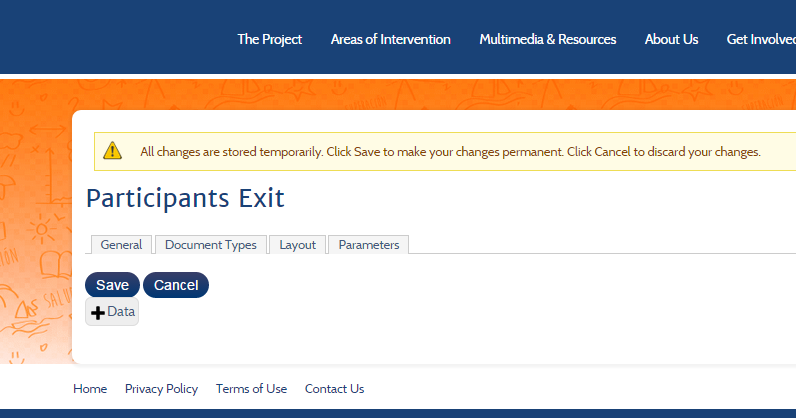 The Project Areas of Intervention Multimedia & Resources About Us Get Involved
All changes are stored temporarily. Click Save to make your changes permanent. Click Cancel to discard your changes.
Participants Exit
General Document Types Layout Parameters
Save Cancel
Data
Home Privacy Policy Terms of Use Contact Us